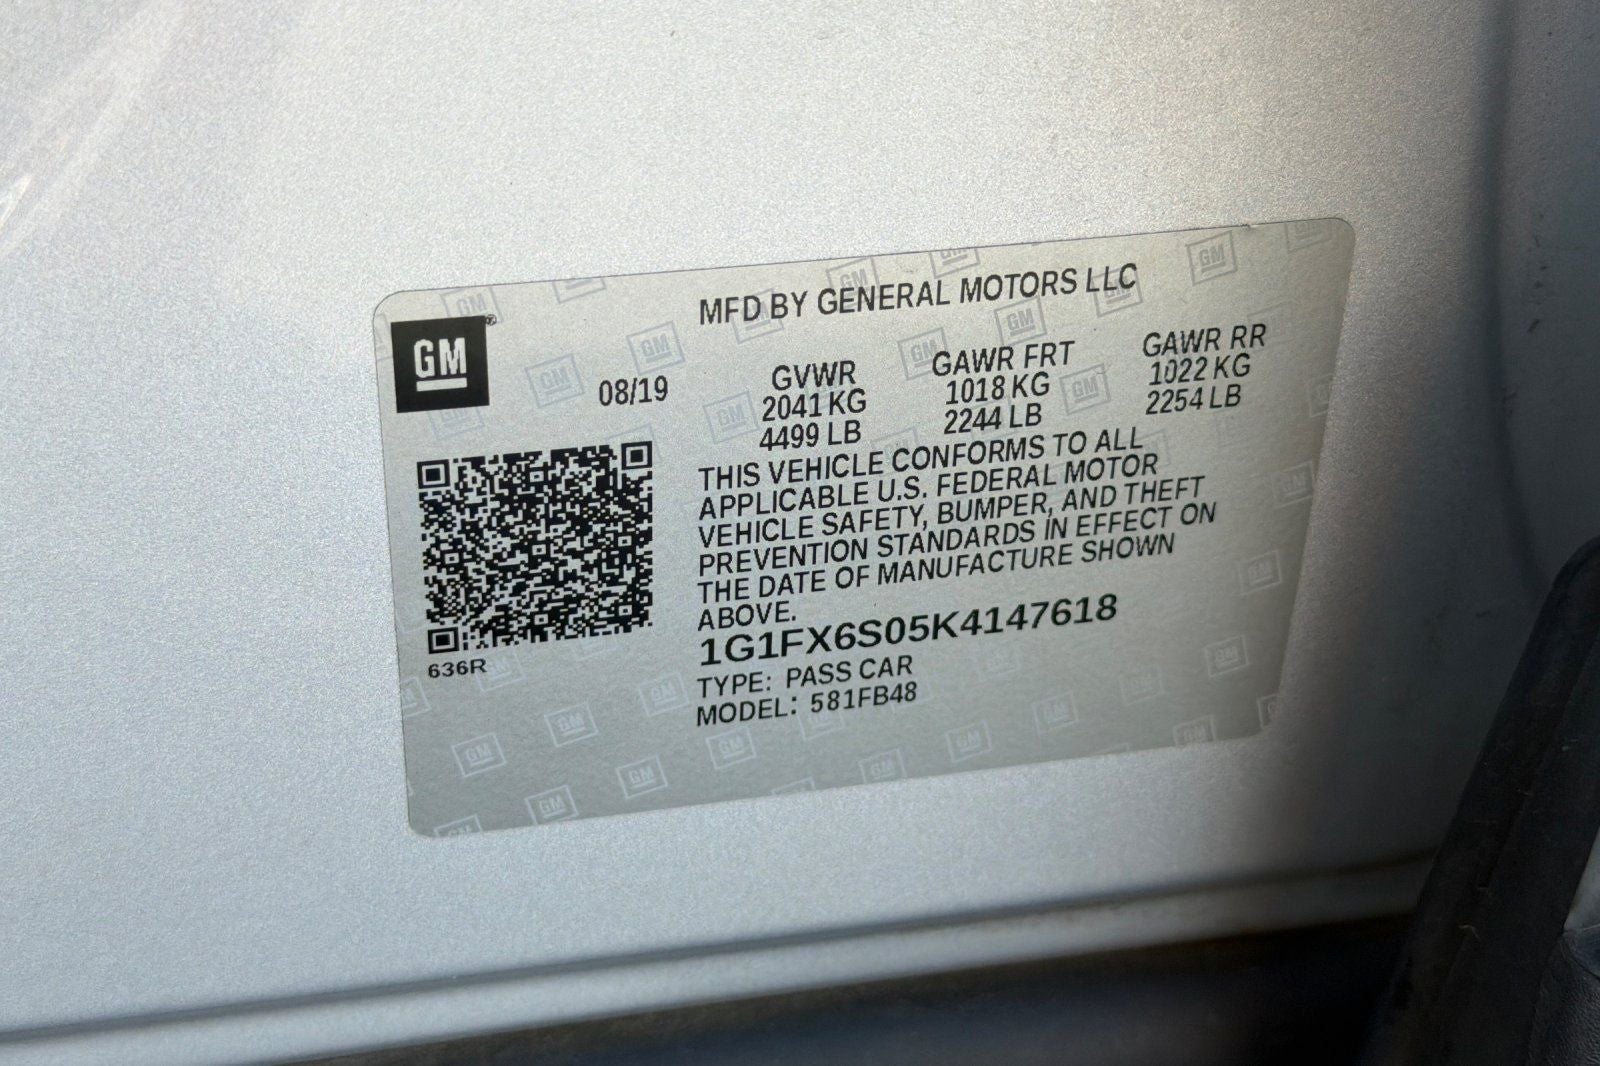 GM
®
MFD BY GENERAL MOTORS LLC
08/19
GVWR GAWR FRT GAWR RR
2041 KG 1018 KG 1022 KG
4499 LB 2244 LB 2254 LB
THIS VEHICLE CONFORMS TO ALL
APPLICABLE U.S. FEDERAL MOTOR
VEHICLE SAFETY, BUMPER, AND THEFT
PREVENTION STANDARDS IN EFFECT ON
THE DATE OF MANUFACTURE SHOWN
ABOVE.
1G1FX6S05K4147618
TYPE: PASS CAR
MODEL: 581FB48
636R